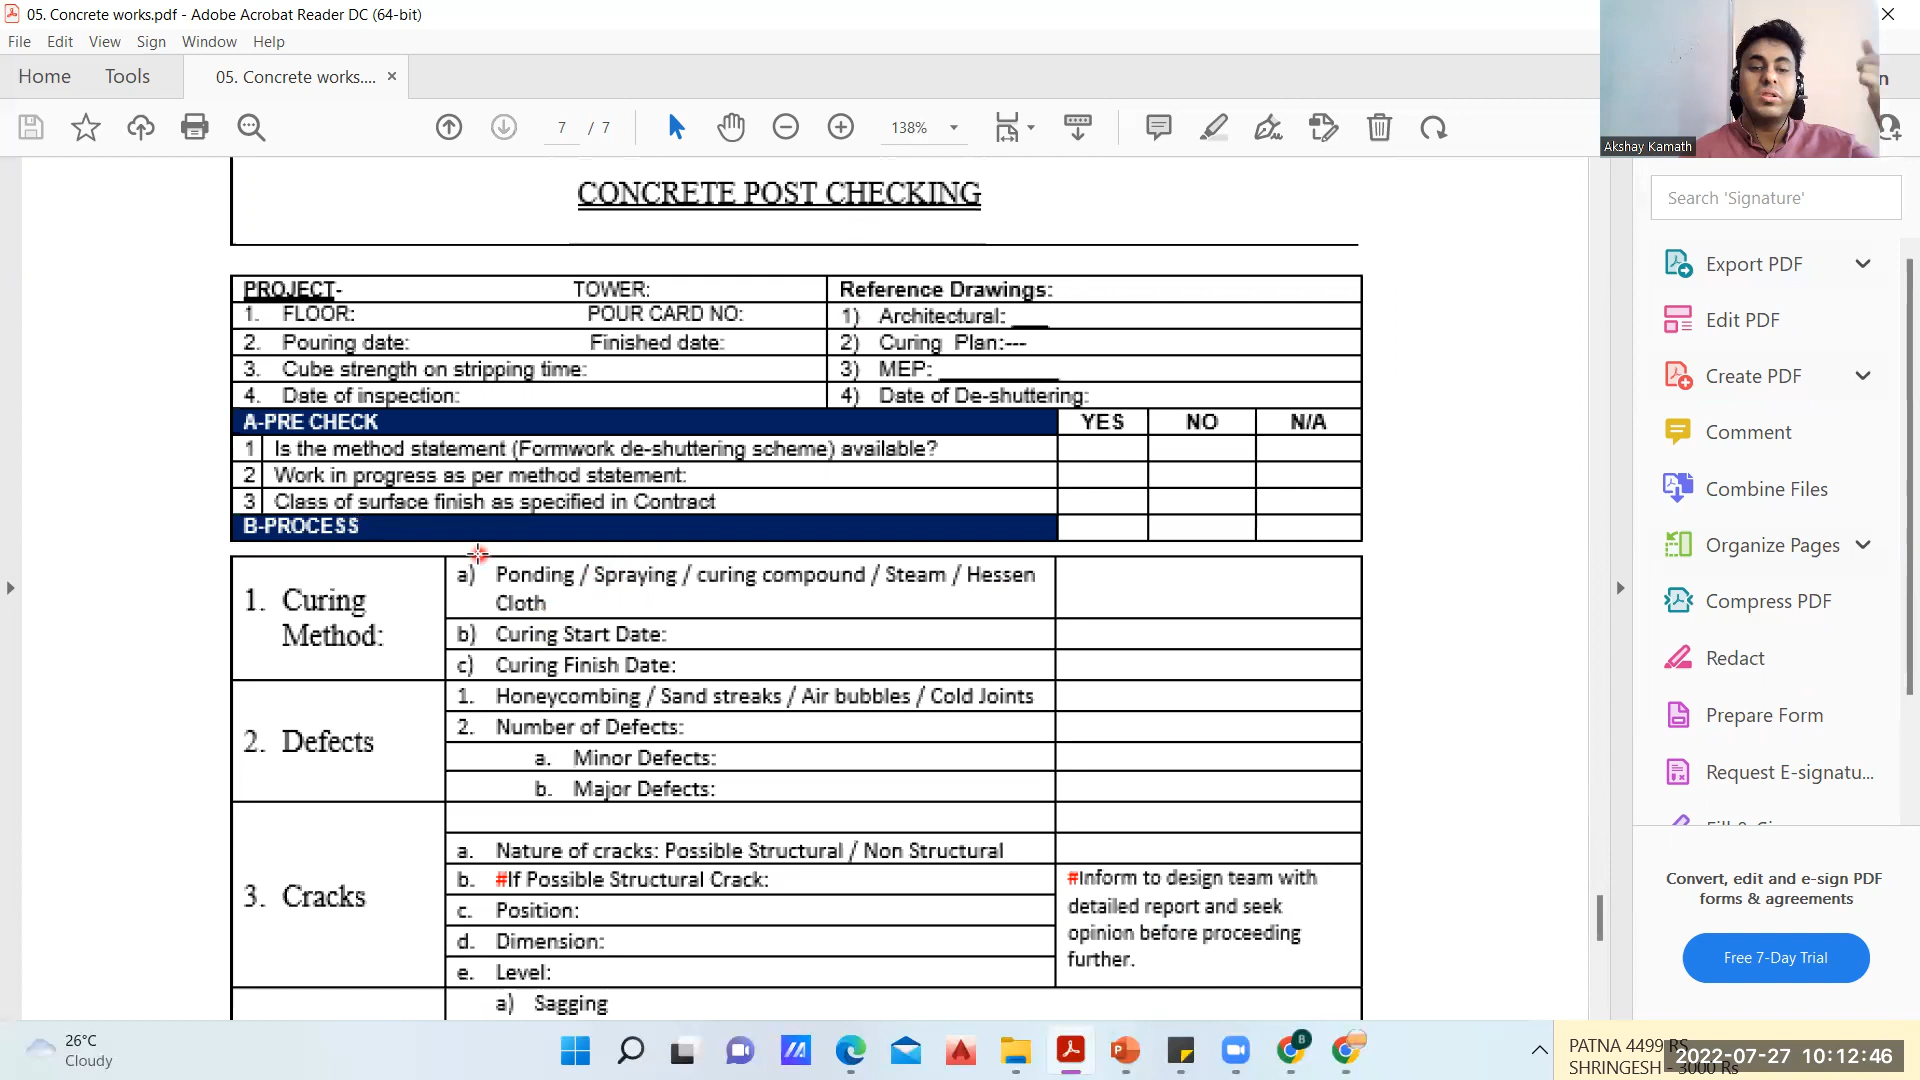 05. Concrete works.pdf - Adobe Acrobat Reader DC (64-bit)
File Edit View Sign Window Help
Home Tools 05. Concrete works....
7 / 7 138%
Akshay Kamath
CONCRETE POST CHECKING
PROJECT- TOWER: Reference Drawings:
1. FLOOR: POUR CARD NO: 1) Architectural: ___
2. Pouring date: Finished date: 2) Curing Plan:---
3. Cube strength on stripping time: 3) MEP: __________
4. Date of inspection: 4) Date of De-shuttering:
A-PRE CHECK YES NO N/A
1 Is the method statement (Formwork de-shuttering scheme) available?
2 Work in progress as per method statement:
3 Class of surface finish as specified in Contract
B-PROCESS
1. Curing Method:
a) Ponding / Spraying / curing compound / Steam / Hessen
Cloth
b) Curing Start Date:
c) Curing Finish Date:
2. Defects
1. Honeycombing / Sand streaks / Air bubbles / Cold Joints
2. Number of Defects:
a. Minor Defects:
b. Major Defects:
3. Cracks
a. Nature of cracks: Possible Structural / Non Structural
b. #If Possible Structural Crack:
c. Position:
d. Dimension:
e. Level:
#Inform to design team with
detailed report and seek
opinion before proceeding
further.
a) Sagging
Search 'Signature'
Export PDF
Edit PDF
Create PDF
Comment
Combine Files
Organize Pages
Compress PDF
Redact
Prepare Form
Request E-signatu...
Convert, edit and e-sign PDF
forms & agreements
Free 7-Day Trial
26°C
Cloudy
PATNA 4499 RS
SHRINGESH - 3000 Rs
2022-07-27 10:12:46